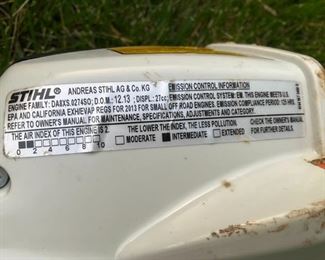 STIHL ANDREAS STIHL AG & Co. KG EMISSION CONTROL INFORMATION
ENGINE FAMILY: DA8XS.0274SO; D.O.M.: 12.13; DISPL.: 27cc; EMISSION CONTROL SYSTEM: EM. THIS ENGINE MEETS U.S.
EPA AND CALIFORNIA EXH/EVAP REGS FOR 2013 FOR SMALL OFF ROAD ENGINES. EMISSION COMPLIANCE PERIOD: 125 HRS.
REFER TO OWNER'S MANUAL FOR MAINTENANCE, SPECIFICATIONS, ADJUSTMENTS AND CATEGORY.
THE AIR INDEX OF THIS ENGINE IS 2. THE LOWER THE INDEX, THE LESS POLLUTION CHECK THE OWNER'S MANUAL
MODERATE INTERMEDIATE EXTENDED FOR FURTHER DETAILS.
0 2 4 8 10